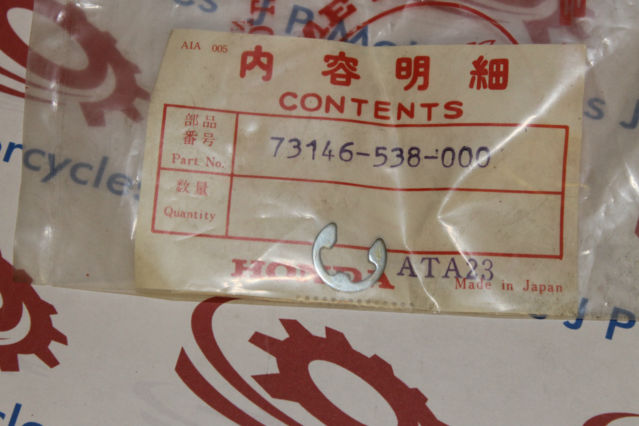 AIA 005
内容明細
CONTENTS
部品
番号
Part No.
73146-538-000
数量
Quantity
HONDA
ATA23
Made in Japan
rcycles